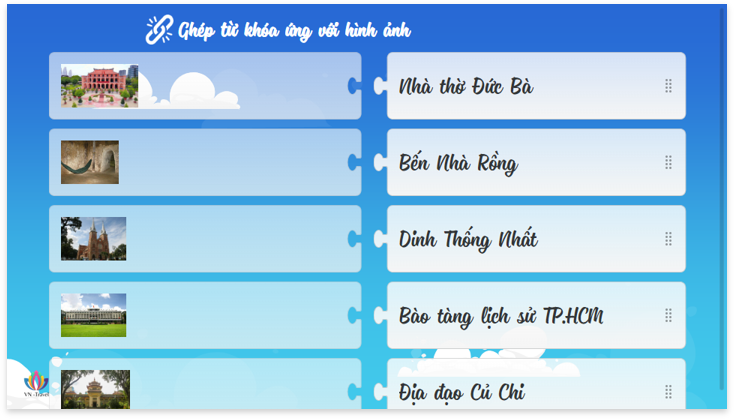 Ghép từ khóa ứng với hình ảnh
Nhà thờ Đức Bà
Bến Nhà Rồng
Dinh Thống Nhất
Bào tàng lịch sử TP.HCM
Địa đạo Củ Chi
VN - Travel